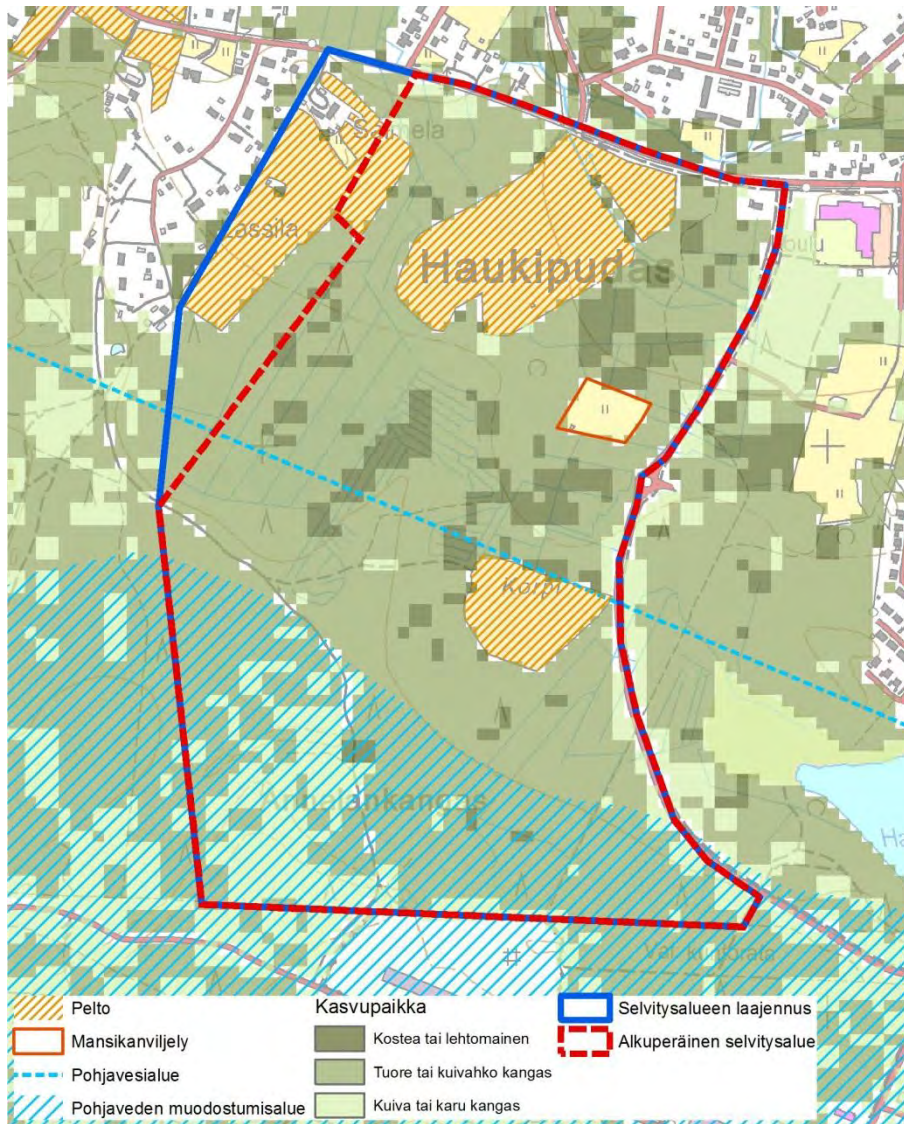 Haukipudas
Korpi
Pelto
Mansikanviljely
Pohjavesialue
Pohjaveden muodostumisalue
Kasvupaikka
Kostea tai lehtomainen
Tuore tai kuivahko kangas
Kuiva tai karu kangas
Selvitysalueen laajennus
Alkuperäinen selvitysalue